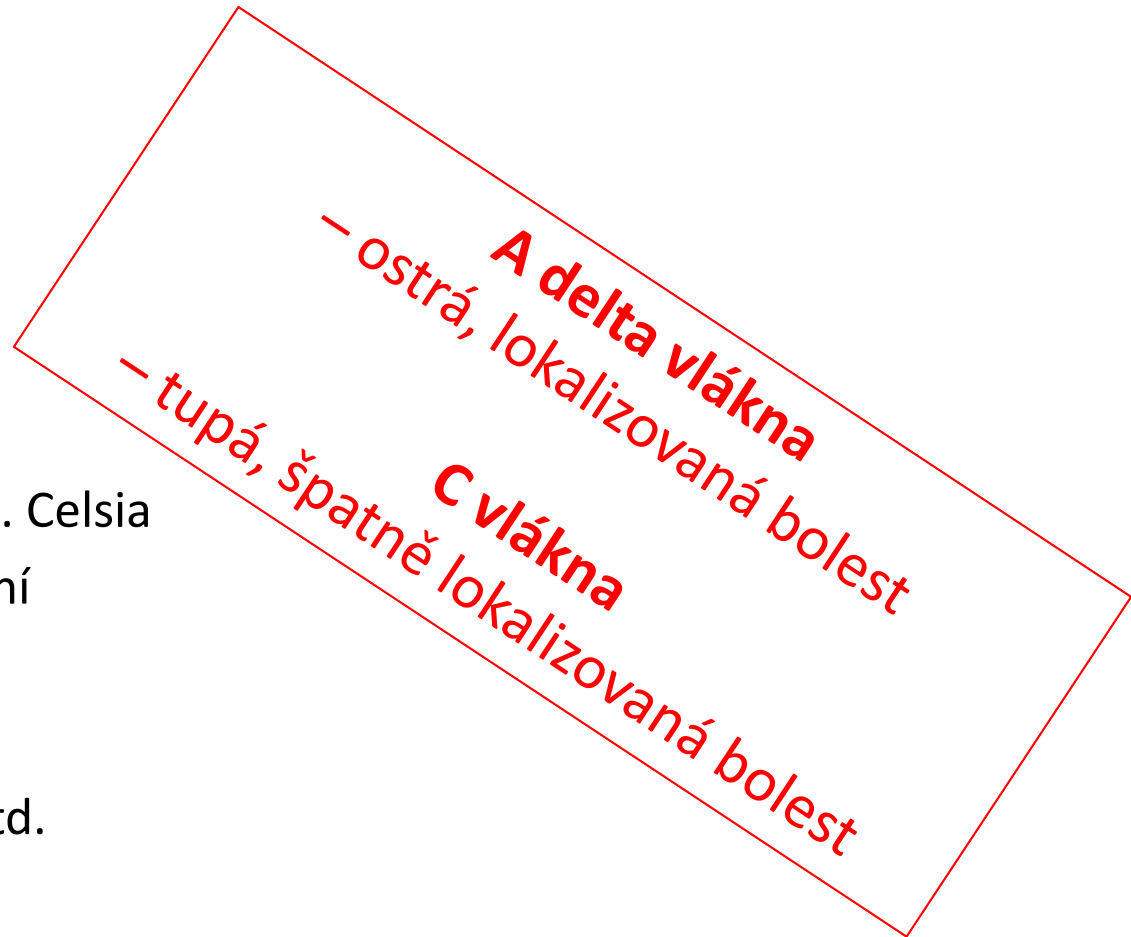 A delta vlákna
– ostrá, lokalizovaná bolest
C vlákna
– tupá, špatně lokalizovaná bolest
. Celsia
ní
td.